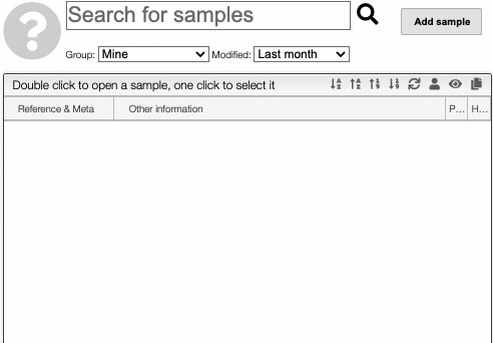 Search for samples
Add sample
Group: Mine Modified: Last month
Double click to open a sample, one click to select it
Reference & Meta Other information P... H...